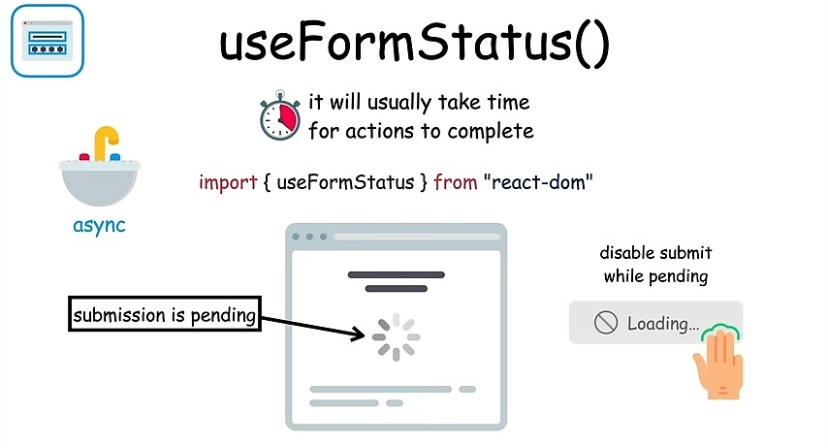 useFormStatus()
it will usually take time
for actions to complete
async
import { useFormStatus } from "react-dom"
submission is pending
disable submit
while pending
Loading...